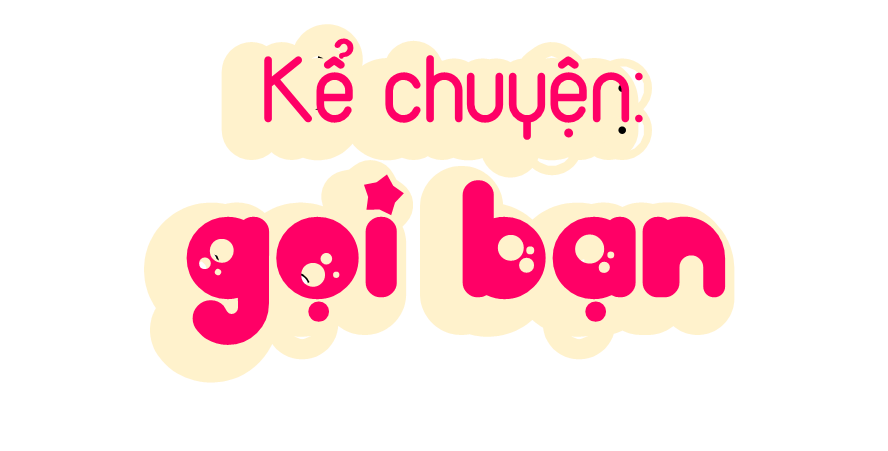 Kể chuyện:
gọi bạn